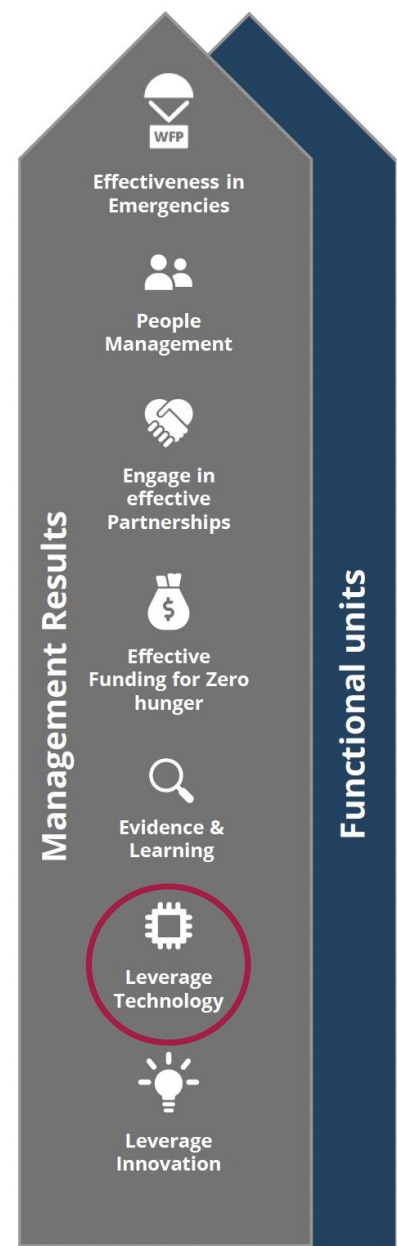 WFP
Effectiveness in
Emergencies
People
Management
Engage in
effective
Partnerships
$
Effective
Funding for Zero
hunger
Evidence &
Learning
Leverage
Technology
Leverage
Innovation
Management Results
Functional units